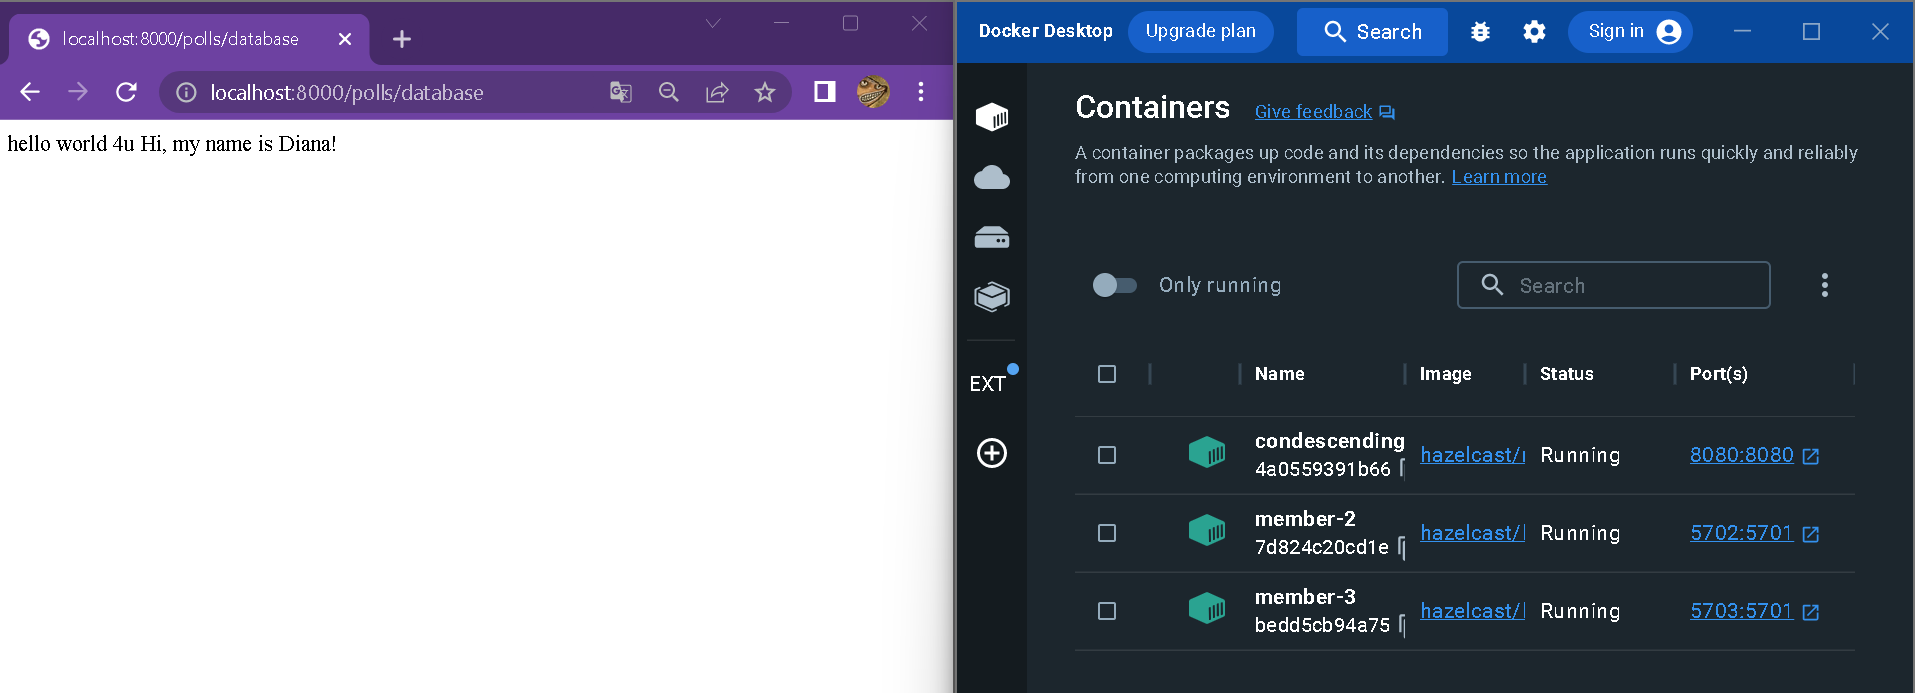 localhost:8000/polls/database
localhost:8000/polls/database
hello world 4u Hi, my name is Diana!
Docker Desktop
Upgrade plan
Search
Sign in
Containers
Give feedback
A container packages up code and its dependencies so the application runs quickly and reliably
from one computing environment to another. Learn more
Only running
Search
EXT
Name Image Status Port(s)
condescending
4a0559391b66
hazelcast/ Running 8080:8080
member-2
7d824c20cd1e
hazelcast/ Running 5702:5701
member-3
bedd5cb94a75
hazelcast/ Running 5703:5701